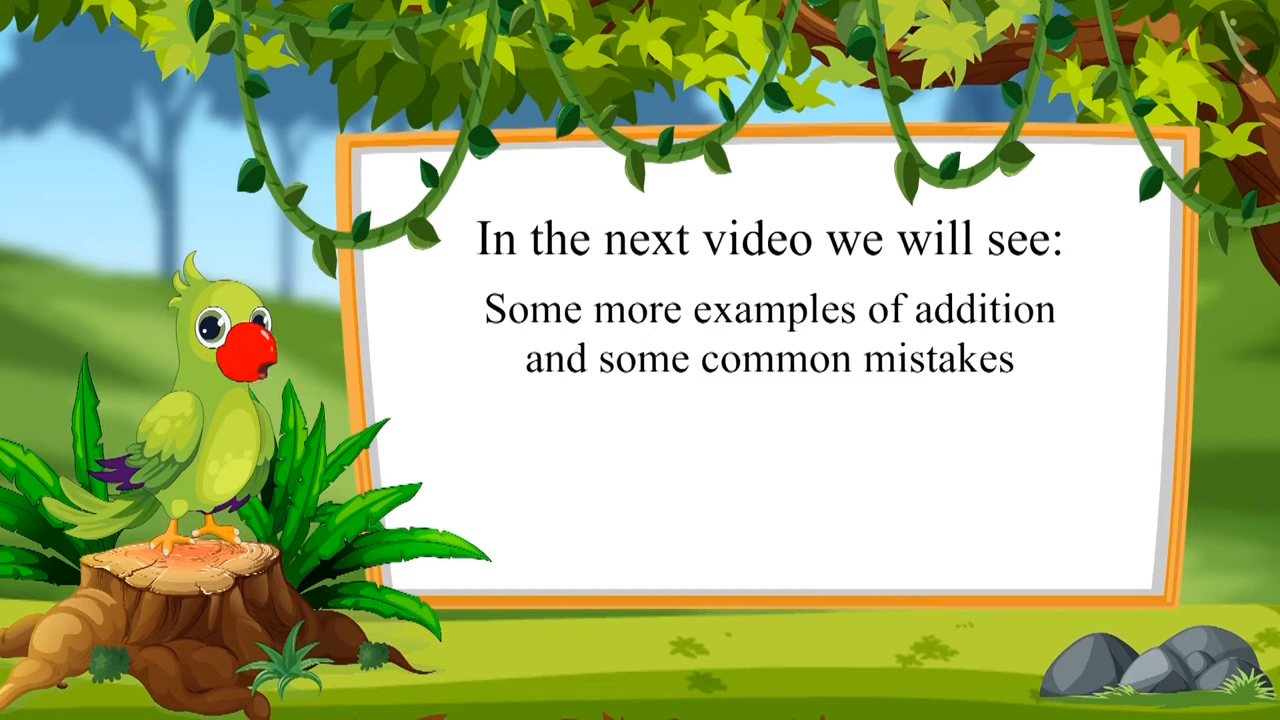 In the next video we will see:
Some more examples of addition
and some common mistakes